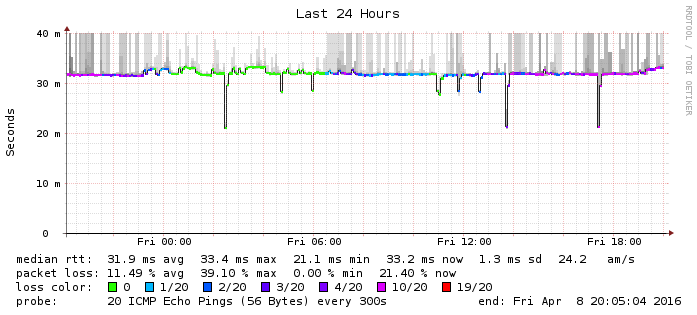 Last 24 Hours
RRDTOOL / TOBI OETIKER
Seconds
40 m
30 m
20 m
10 m
0
Fri 00:00 Fri 06:00 Fri 12:00 Fri 18:00
median rtt: 31.9 ms avg 33.4 ms max 21.1 ms min 33.2 ms now 1.3 ms sd 24.2 am/s
packet loss: 11.49 % avg 39.10 % max 0.00 % min 21.40 % now
loss color: 0 1/20 2/20 3/20 4/20 10/20 19/20
probe: 20 ICMP Echo Pings (56 Bytes) every 300s end: Fri Apr 8 20:05:04 2016